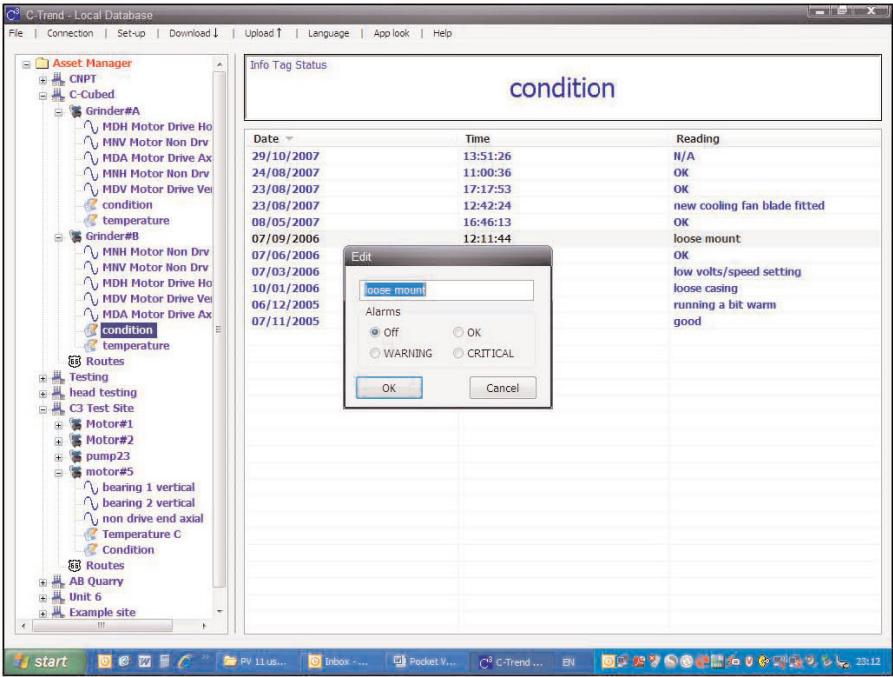 C-Trend - Local Database
File | Connection | Set-up | Download | Upload | Language | App look | Help
Asset Manager
CNPT
C-Cubed
Grinder#A
MDH Motor Drive Ho
MNV Motor Non Drv
MDA Motor Drive Ax
MNH Motor Non Drv
MDV Motor Drive Ver
condition
temperature
Grinder#B
MNH Motor Non Drv
MNV Motor Non Drv
MDH Motor Drive Ho
MDV Motor Drive Ver
MDA Motor Drive Ax
condition
temperature
Routes
Testing
head testing
C3 Test Site
Motor#1
Motor#2
pump23
motor#5
bearing 1 vertical
bearing 2 vertical
non drive end axial
Temperature C
Condition
Routes
AB Quarry
Unit 6
Example site
Info Tag Status
condition
Date Time Reading
29/10/2007 13:51:26 N/A
24/08/2007 11:00:36 OK
23/08/2007 17:17:53 OK
23/08/2007 12:42:24 new cooling fan blade fitted
08/05/2007 16:46:13 OK
07/09/2006 12:11:44 loose mount
07/06/2006 OK
07/03/2006 low volts/speed setting
10/01/2006 loose casing
06/12/2005 running a bit warm
07/11/2005 good
Edit
loose mount
Alarms
Off OK
WARNING CRITICAL
OK Cancel
start PV 11 us... Inbox - ... Pocket V... C-Trend ... EN 23:12